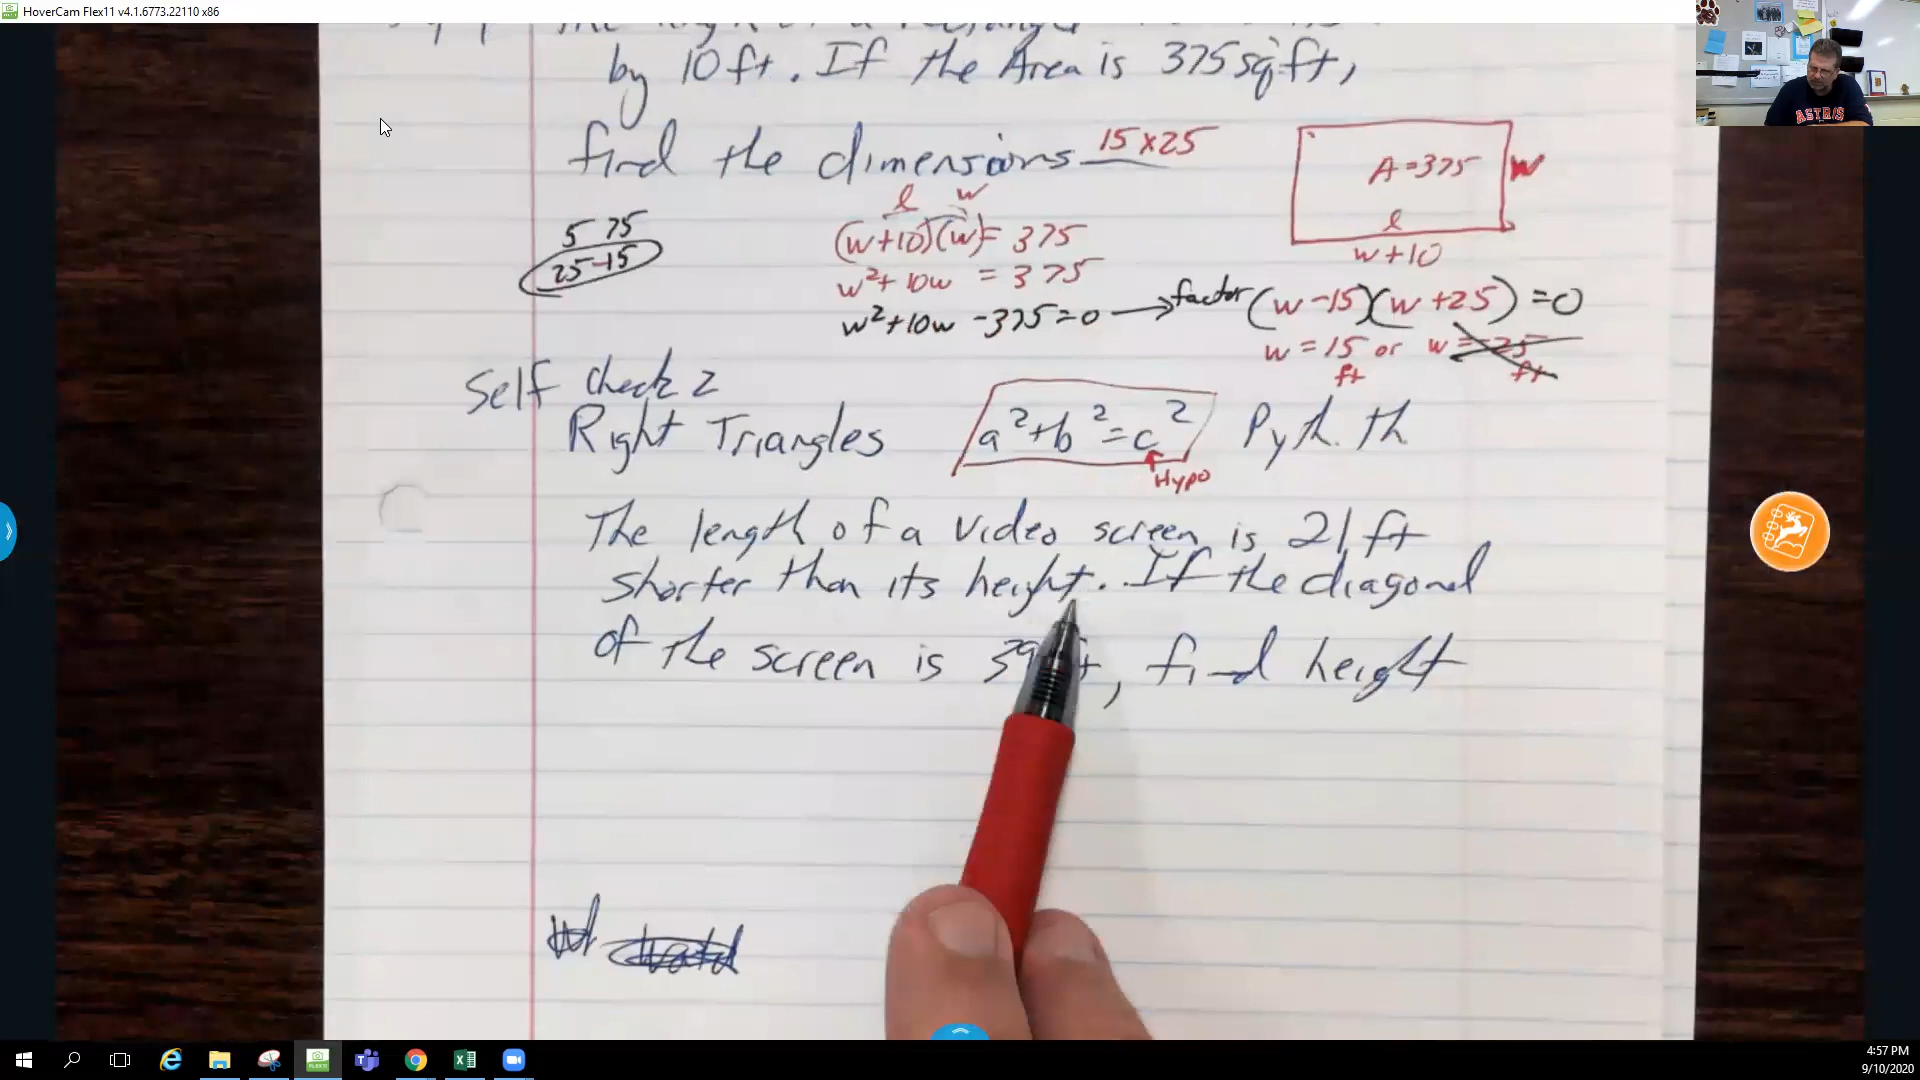 HoverCam Flex11 v4.1.6773.22110 x86
by 10ft. If the Area is 375 sq ft,
find the dimensions 15 x 25
A=375 w
l
w+10
5 75
25 -15
l w
(w+10)(w)= 375
w²+10w = 375
w²+10w -375=0 → factor (w -15)(w +25) =0
w =15 or w = -25
ft ft
Self Check 2
Right Triangles a²+b²=c² Pyth. th
Hypo
The length of a video screen is 21 ft
shorter than its height. If the diagonal
of the screen is 39 ft, find height
ASTROS
FLEX11
4:57 PM
9/10/2020